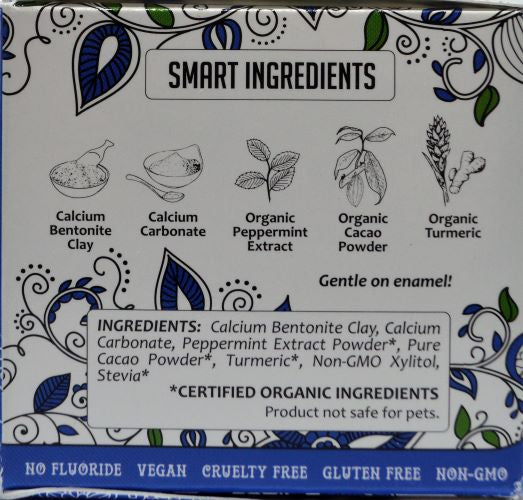 SMART INGREDIENTS
Calcium
Bentonite
Clay
Calcium
Carbonate
Organic
Peppermint
Extract
Organic
Cacao
Powder
Organic
Turmeric
Gentle on enamel!
INGREDIENTS: Calcium Bentonite Clay, Calcium
Carbonate, Peppermint Extract Powder*, Pure
Cacao Powder*, Turmeric*, Non-GMO Xylitol,
Stevia*
*CERTIFIED ORGANIC INGREDIENTS
Product not safe for pets.
NO FLUORIDE VEGAN CRUELTY FREE GLUTEN FREE NON-GMO